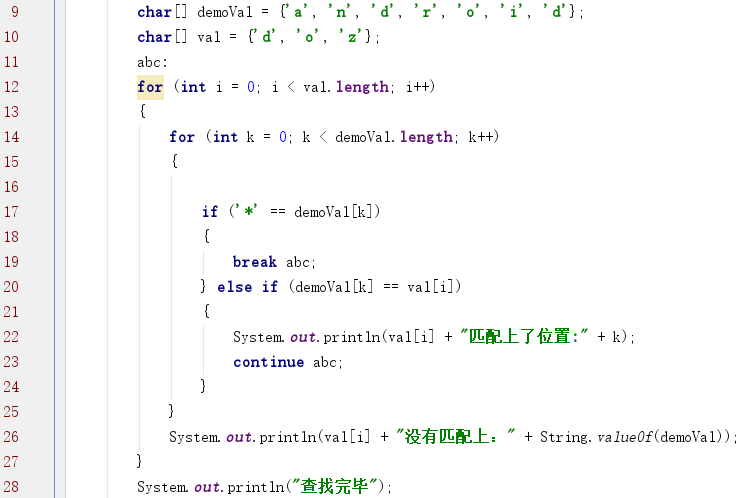 9 char[] demoVal = {'a', 'n', 'd', 'r', 'o', 'i', 'd'};
10 char[] val = {'d', 'o', 'z'};
11 abc:
12 for (int i = 0; i < val.length; i++)
13 {
14 for (int k = 0; k < demoVal.length; k++)
15 {
16
17 if ('*' == demoVal[k])
18 {
19 break abc;
20 } else if (demoVal[k] == val[i])
21 {
22 System.out.println(val[i] + "匹配上了位置:" + k);
23 continue abc;
24 }
25 }
26 System.out.println(val[i] + "没有匹配上：" + String.valueOf(demoVal));
27 }
28 System.out.println("查找完毕");